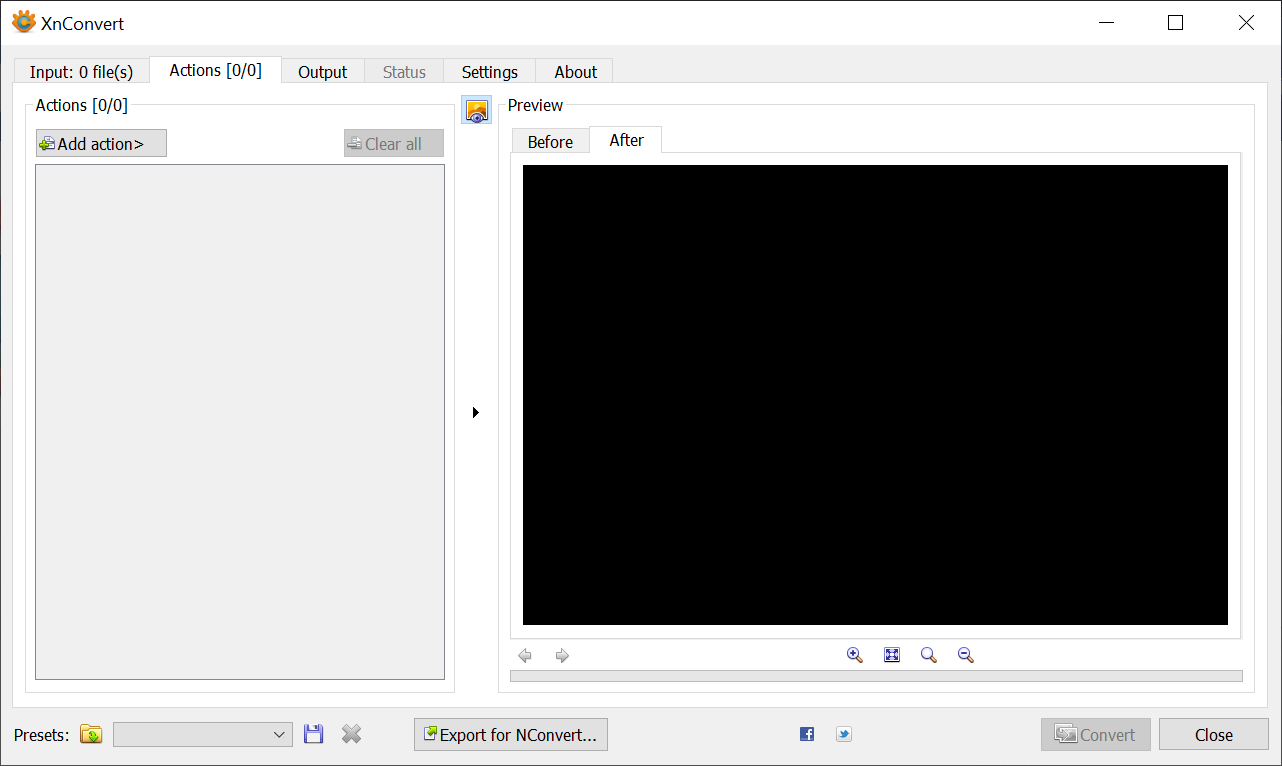 XnConvert
Input: 0 file(s) Actions [0/0] Output Status Settings About
Actions [0/0]
Add action>
Clear all
Preview
Before After
Presets:
Export for NConvert...
Convert
Close